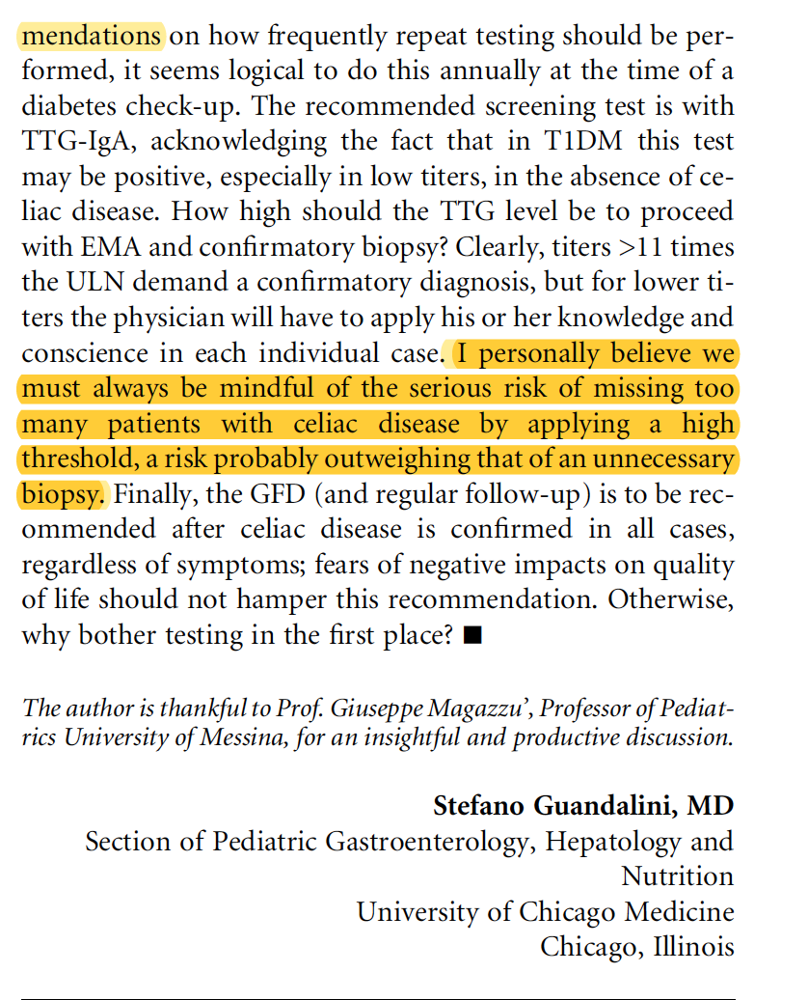 mendations on how frequently repeat testing should be per-
formed, it seems logical to do this annually at the time of a
diabetes check-up. The recommended screening test is with
TTG-IgA, acknowledging the fact that in T1DM this test
may be positive, especially in low titers, in the absence of ce-
liac disease. How high should the TTG level be to proceed
with EMA and confirmatory biopsy? Clearly, titers >11 times
the ULN demand a confirmatory diagnosis, but for lower ti-
ters the physician will have to apply his or her knowledge and
conscience in each individual case. I personally believe we
must always be mindful of the serious risk of missing too
many patients with celiac disease by applying a high
threshold, a risk probably outweighing that of an unnecessary
biopsy. Finally, the GFD (and regular follow-up) is to be rec-
ommended after celiac disease is confirmed in all cases,
regardless of symptoms; fears of negative impacts on quality
of life should not hamper this recommendation. Otherwise,
why bother testing in the first place? ■
The author is thankful to Prof. Giuseppe Magazzu’, Professor of Pediat-
rics University of Messina, for an insightful and productive discussion.
Stefano Guandalini, MD
Section of Pediatric Gastroenterology, Hepatology and
Nutrition
University of Chicago Medicine
Chicago, Illinois